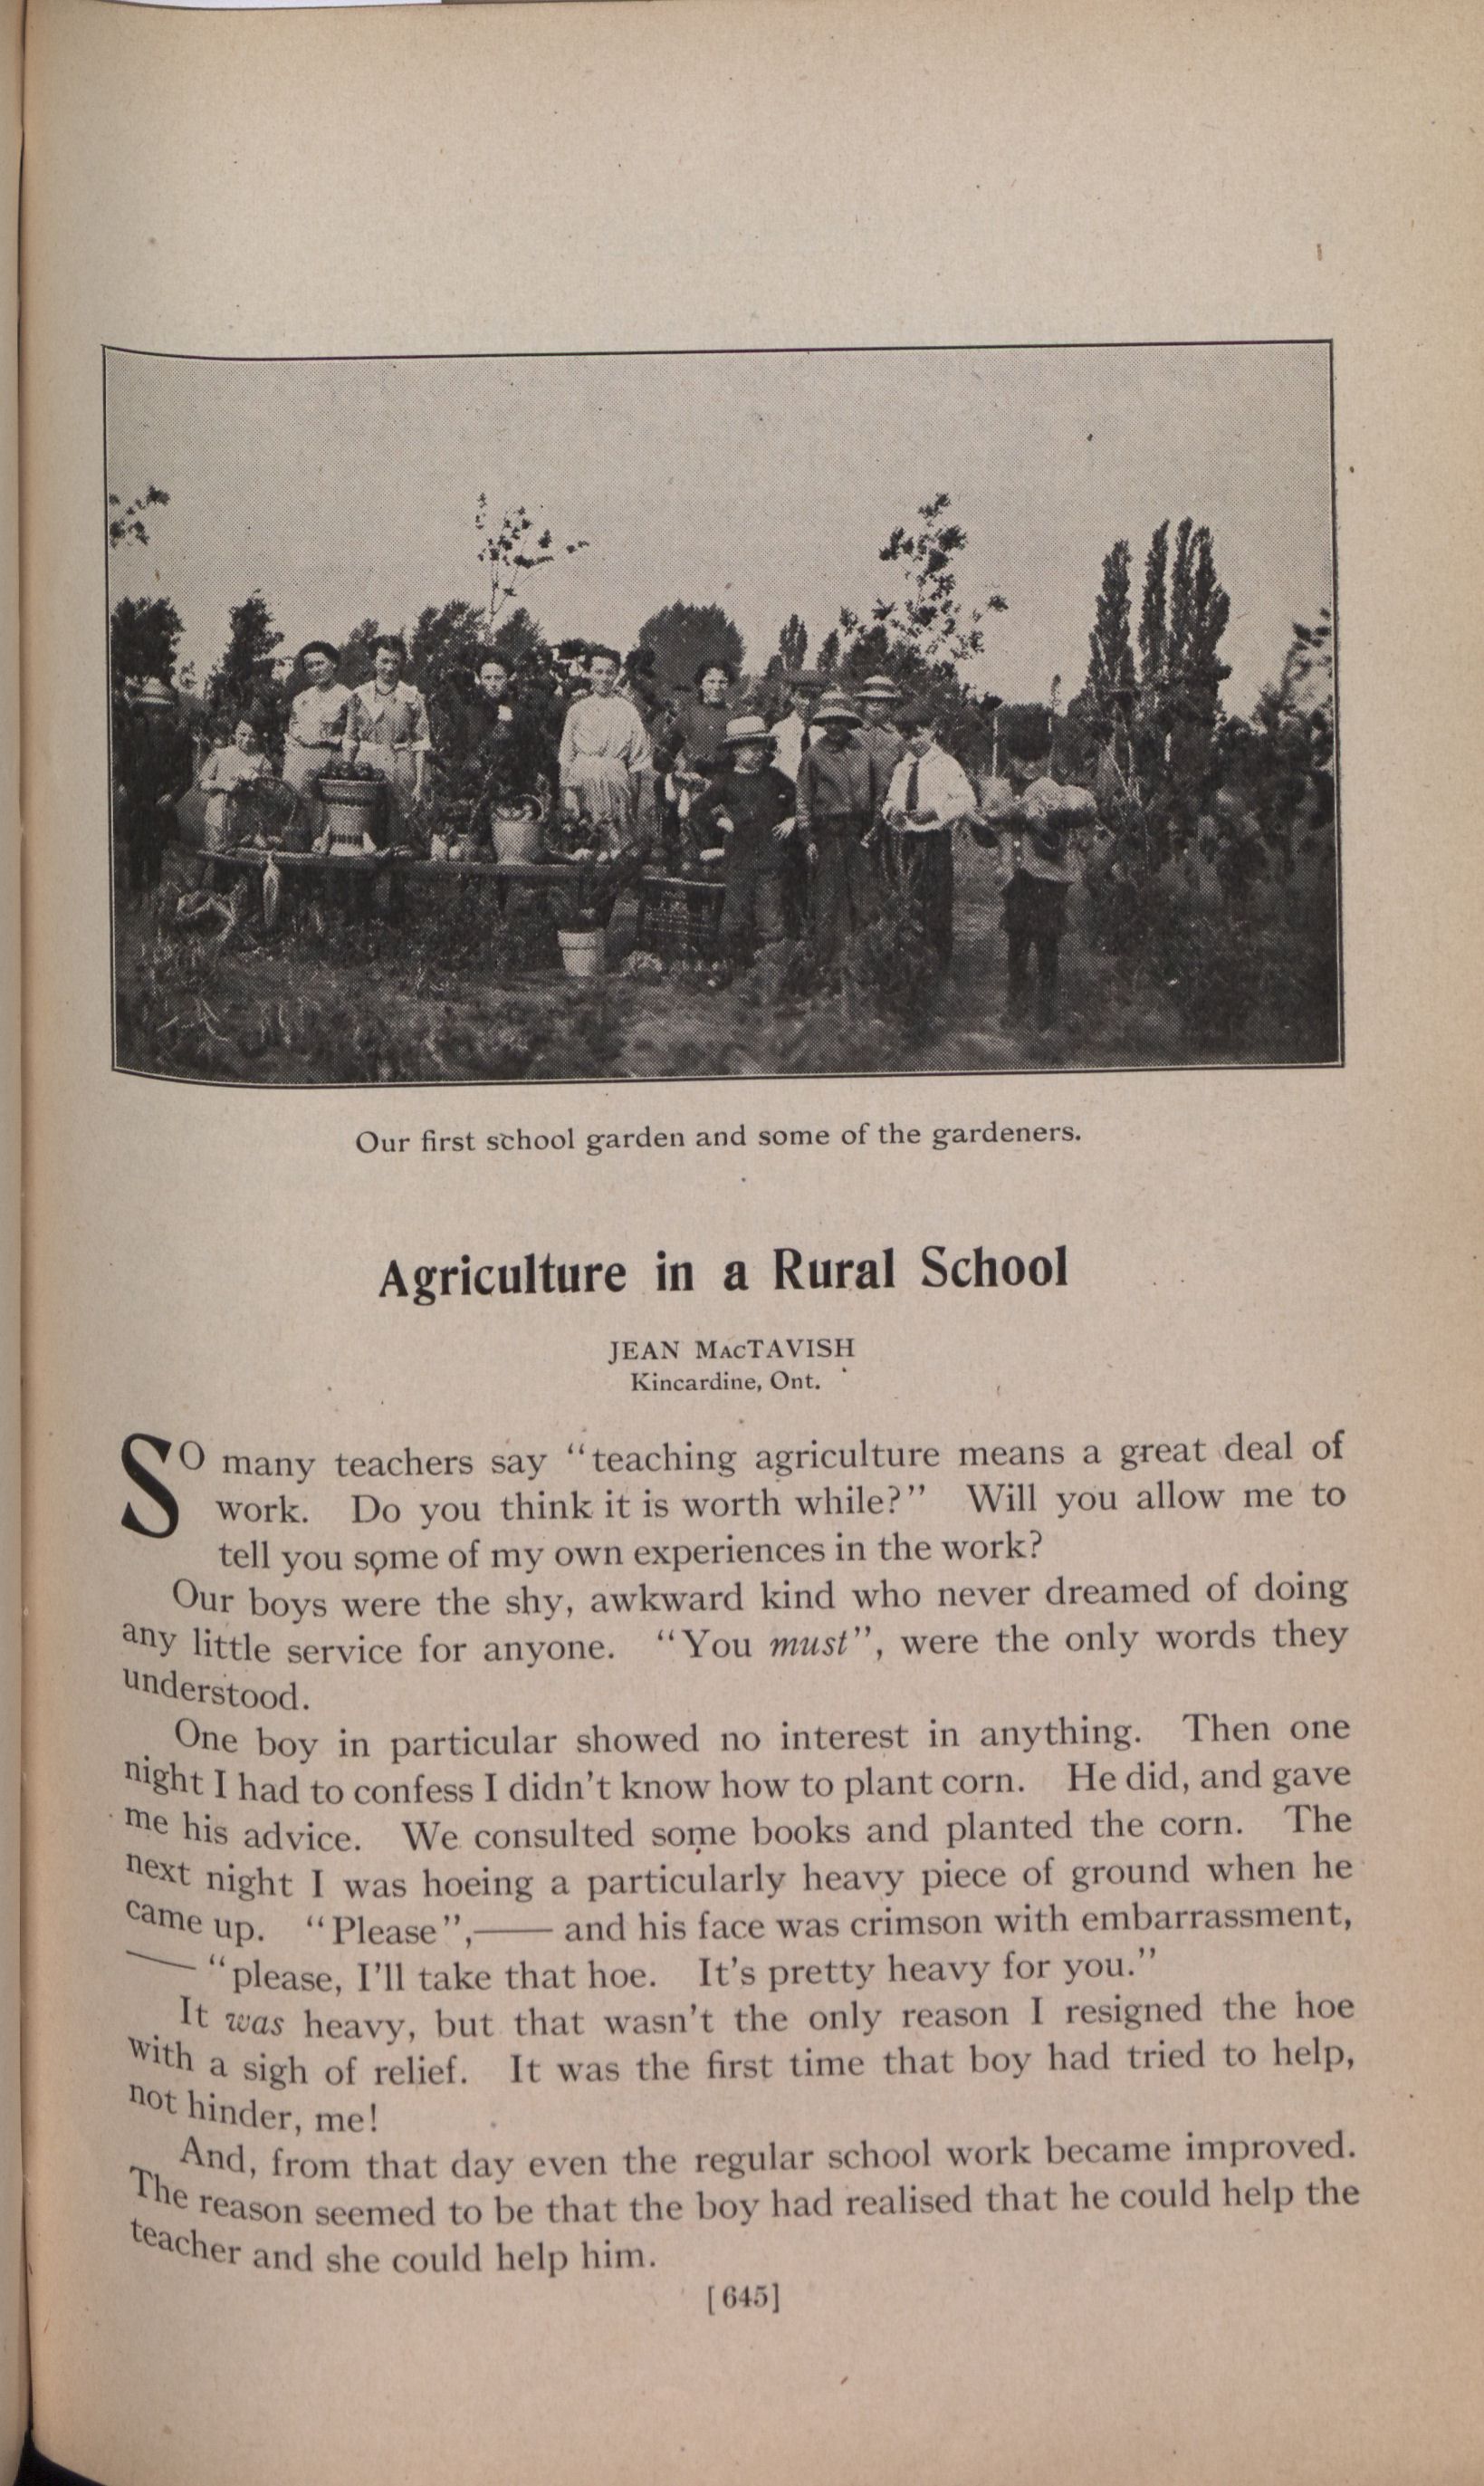 Our first school garden and some of the gardeners.
Agriculture in a Rural School
JEAN MACTAVISH
Kincardine, Ont.
SO many teachers say “teaching agriculture means a great deal of
work. Do you think it is worth while?” Will you allow me to
tell you some of my own experiences in the work?
Our boys were the shy, awkward kind who never dreamed of doing
any little service for anyone. “You must”, were the only words they
understood.
One boy in particular showed no interest in anything. Then one
night I had to confess I didn’t know how to plant corn. He did, and gave
me his advice. We consulted some books and planted the corn. The
next night I was hoeing a particularly heavy piece of ground when he
came up. “Please”,—— and his face was crimson with embarrassment,
—— “please, I’ll take that hoe. It’s pretty heavy for you.”
It was heavy, but that wasn’t the only reason I resigned the hoe
with a sigh of relief. It was the first time that boy had tried to help,
not hinder, me!
And, from that day even the regular school work became improved.
The reason seemed to be that the boy had realised that he could help the
teacher and she could help him.
[645]